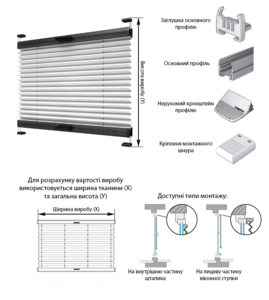 Заглушка основного
профілю
Висота виробу (Y)
Основний профіль
Нерухомий кронштейн
профілю
Кріплення монтажного
шнура
Для розрахунку вартості виробу
використовується ширина тканини (X)
та загальна висота (Y)
Ширина виробу (X)
Доступні типи монтажу:
На внутрішню частину
штапика
На лицеву частину
віконної стулки